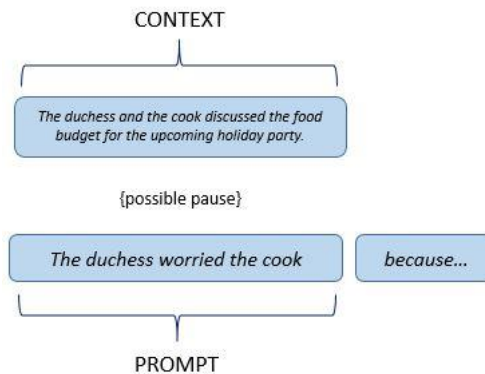 CONTEXT
The duchess and the cook discussed the food
budget for the upcoming holiday party.
{possible pause}
The duchess worried the cook
because...
PROMPT